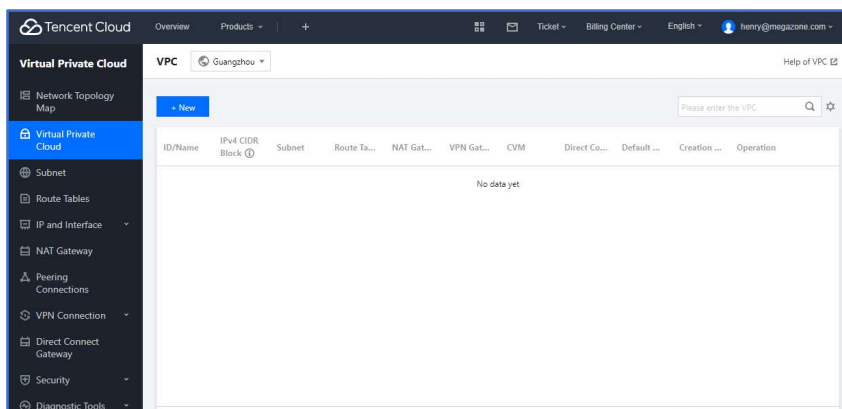 Tencent Cloud
Overview
Products
+
Ticket
Billing Center
English
henry@megazone.com
Virtual Private Cloud
VPC
Guangzhou
Help of VPC
Network Topology
Map
+ New
Please enter the VPC
Virtual Private
Cloud
ID/Name
IPv4 CIDR
Block
Subnet
Route Ta...
NAT Gat...
VPN Gat...
CVM
Direct Co...
Default ...
Creation ...
Operation
Subnet
No data yet
Route Tables
IP and Interface
NAT Gateway
Peering
Connections
VPN Connection
Direct Connect
Gateway
Security
Diagnostic Tools